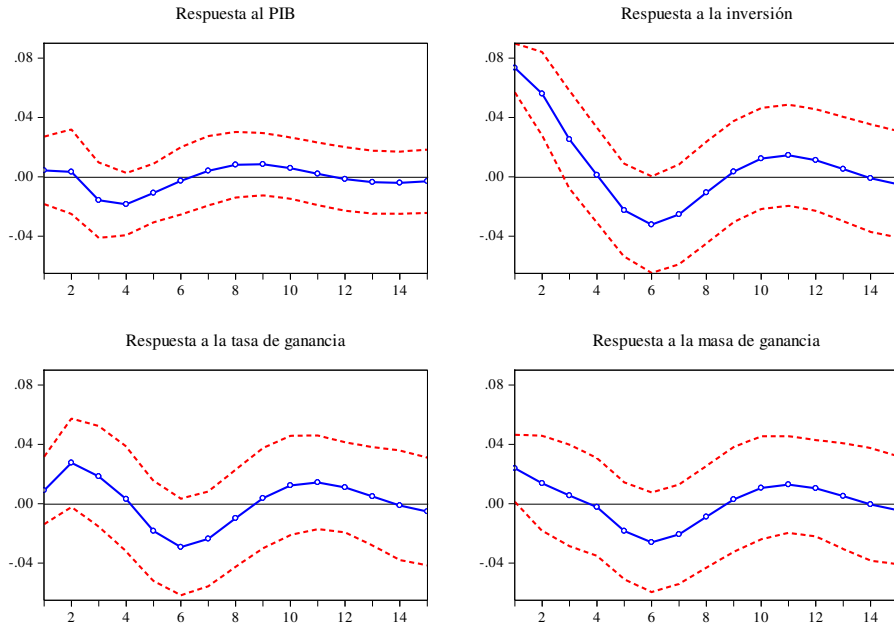 Respuesta al PIB
.08
.04
.00
-.04
2 4 6 8 10 12 14
Respuesta a la inversión
.08
.04
.00
-.04
2 4 6 8 10 12 14
Respuesta a la tasa de ganancia
.08
.04
.00
-.04
2 4 6 8 10 12 14
Respuesta a la masa de ganancia
.08
.04
.00
-.04
2 4 6 8 10 12 14